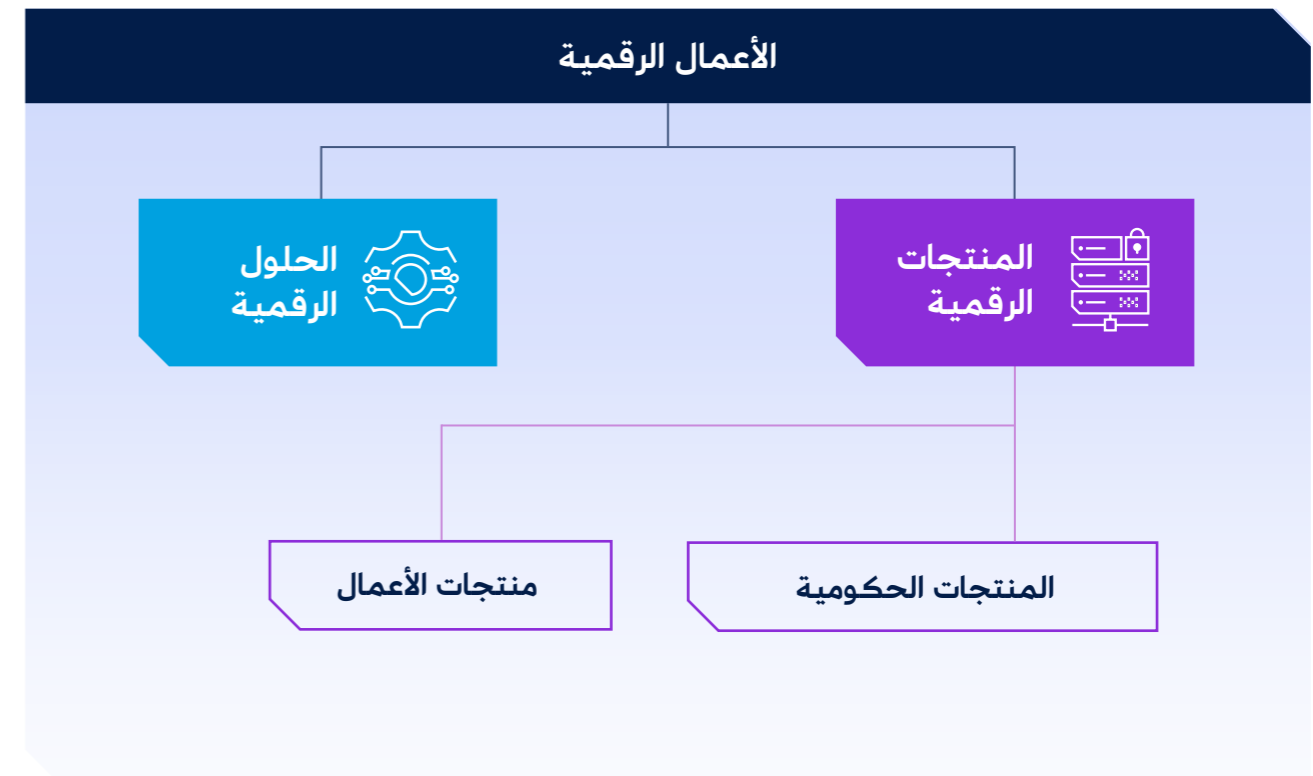 الأعمال الرقمية
المنتجات
الرقمية
الحلول
الرقمية
المنتجات الحكومية
منتجات الأعمال